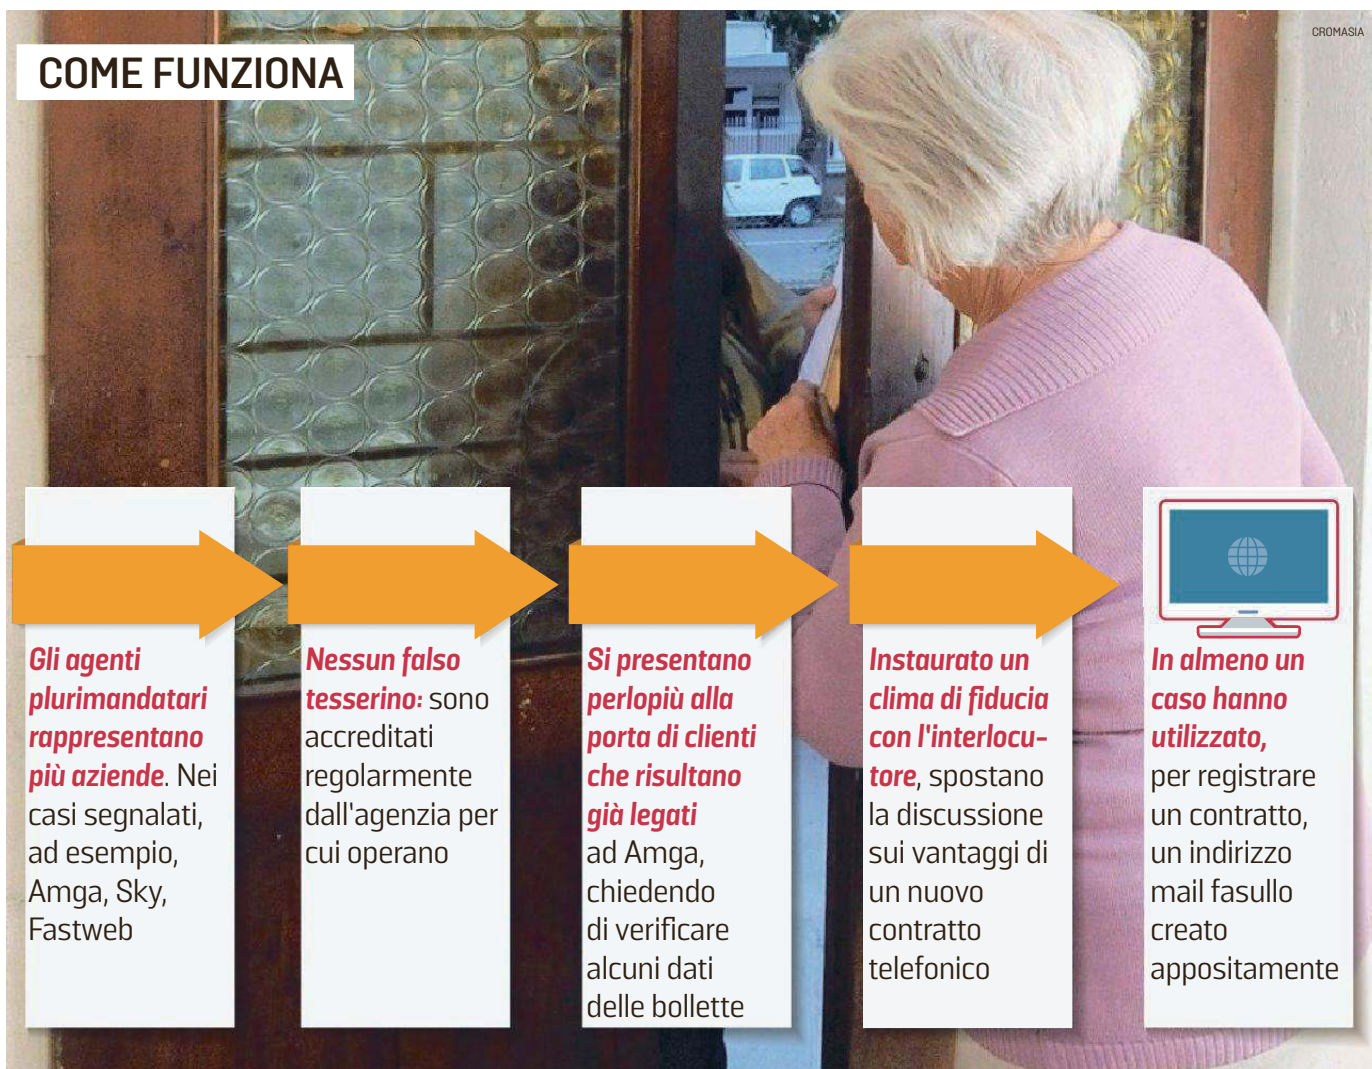 COME FUNZIONA
CROMASIA
Gli agenti
plurimandatari
rappresentano
più aziende. Nei
casi segnalati,
ad esempio,
Amga, Sky,
Fastweb
Nessun falso
tesserino: sono
accreditati
regolarmente
dall'agenzia per
cui operano
Si presentano
perlopiù alla
porta di clienti
che risultano
già legati
ad Amga,
chiedendo
di verificare
alcuni dati
delle bollette
Instaurato un
clima di fiducia
con l'interlocu-
tore, spostano
la discussione
sui vantaggi di
un nuovo
contratto
telefonico
In almeno un
caso hanno
utilizzato,
per registrare
un contratto,
un indirizzo
mail fasullo
creato
appositamente